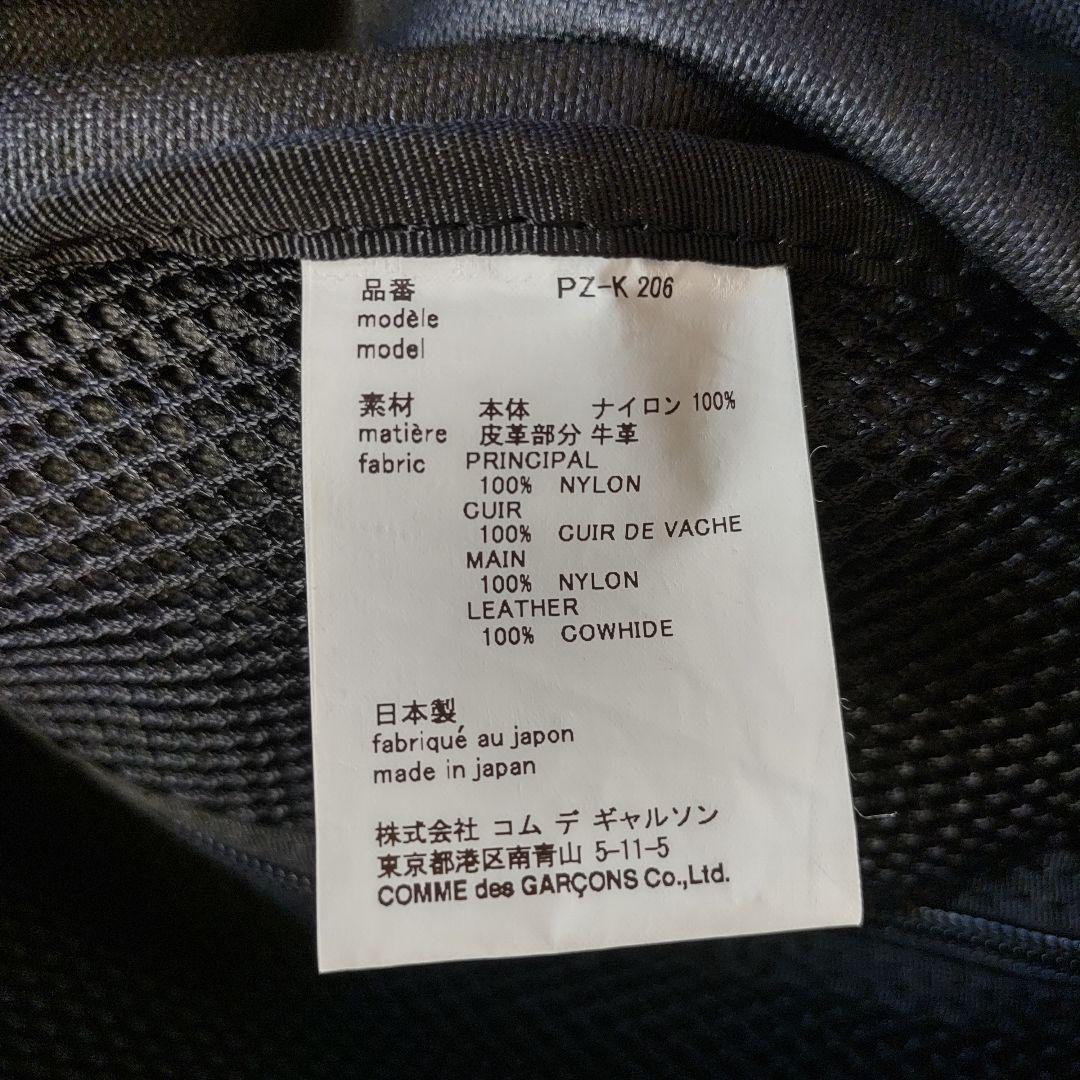 品番 PZ-K 206
modèle
model
素材 本体 ナイロン 100%
matière 皮革部分 牛革
fabric PRINCIPAL
100% NYLON
CUIR
100% CUIR DE VACHE
MAIN
100% NYLON
LEATHER
100% COWHIDE
日本製
fabriqué au japon
made in japan
株式会社 コム デ ギャルソン
東京都港区南青山 5-11-5
COMME des GARÇONS Co.,Ltd.